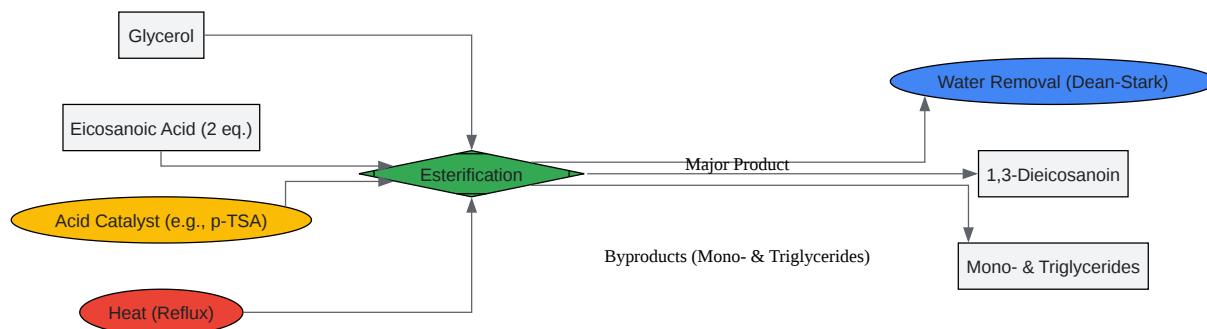 Glycerol
Water Removal (Dean-Stark)
Eicosanoic Acid (2 eq.)
Major Product
Esterification
1,3-Dieicosanoin
Acid Catalyst (e.g., p-TSA)
Byproducts (Mono- & Triglycerides)
Mono- & Triglycerides
Heat (Reflux)